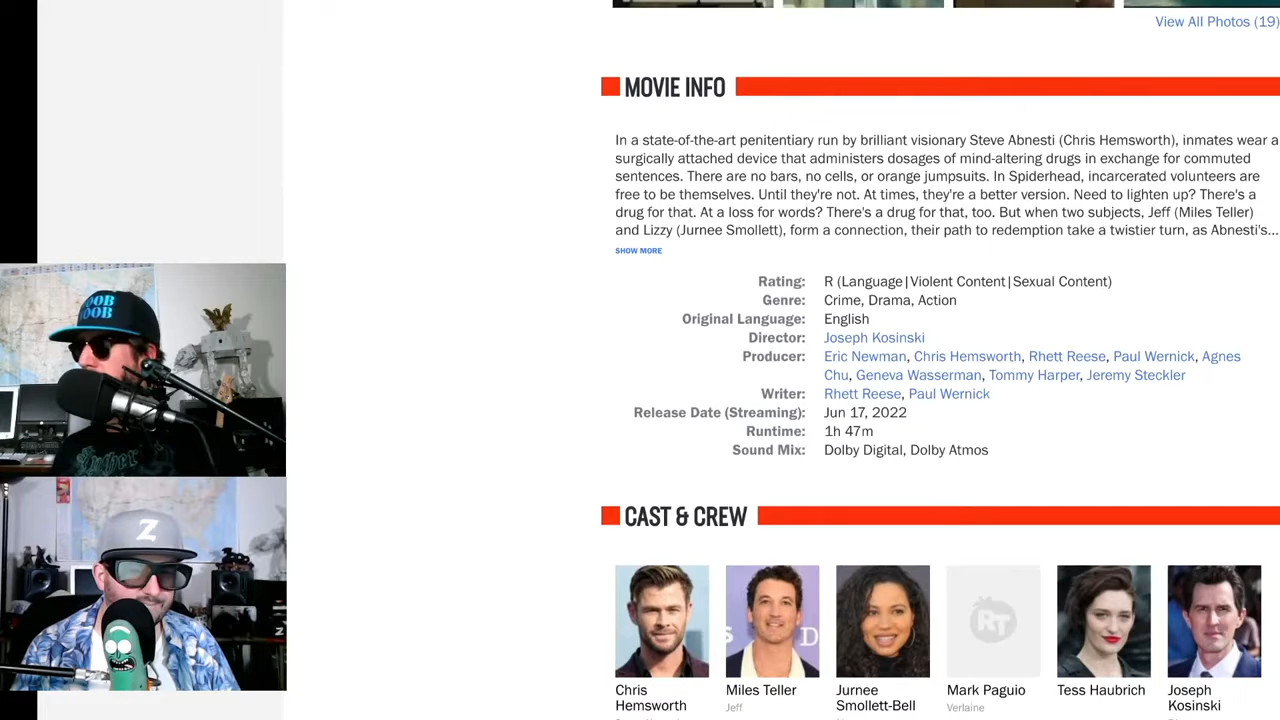 View All Photos (19)
MOVIE INFO
In a state-of-the-art penitentiary run by brilliant visionary Steve Abnesti (Chris Hemsworth), inmates wear a
surgically attached device that administers dosages of mind-altering drugs in exchange for commuted
sentences. There are no bars, no cells, or orange jumpsuits. In Spiderhead, incarcerated volunteers are
free to be themselves. Until they're not. At times, they're a better version. Need to lighten up? There's a
drug for that. At a loss for words? There's a drug for that, too. But when two subjects, Jeff (Miles Teller)
and Lizzy (Jurnee Smollett), form a connection, their path to redemption take a twistier turn, as Abnesti's...
SHOW MORE
Rating: R (Language|Violent Content|Sexual Content)
Genre: Crime, Drama, Action
Original Language: English
Director: Joseph Kosinski
Producer: Eric Newman, Chris Hemsworth, Rhett Reese, Paul Wernick, Agnes
Chu, Geneva Wasserman, Tommy Harper, Jeremy Steckler
Writer: Rhett Reese, Paul Wernick
Release Date (Streaming): Jun 17, 2022
Runtime: 1h 47m
Sound Mix: Dolby Digital, Dolby Atmos
OOB
OOB
Z
CAST & CREW
RT
D
Chris
Hemsworth
Miles Teller
Jeff
Jurnee
Smollett-Bell
Mark Paguio
Verlaine
Tess Haubrich
Joseph
Kosinski